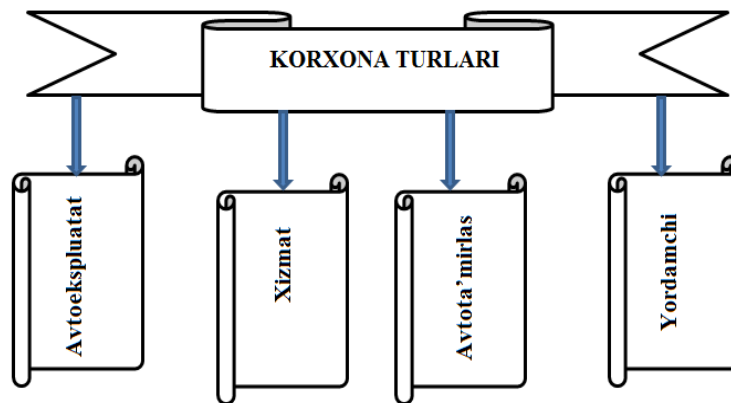 KORXONA TURLARI
Avtoekspluatat
Xizmat
Avtota’mirlas
Yordamchi